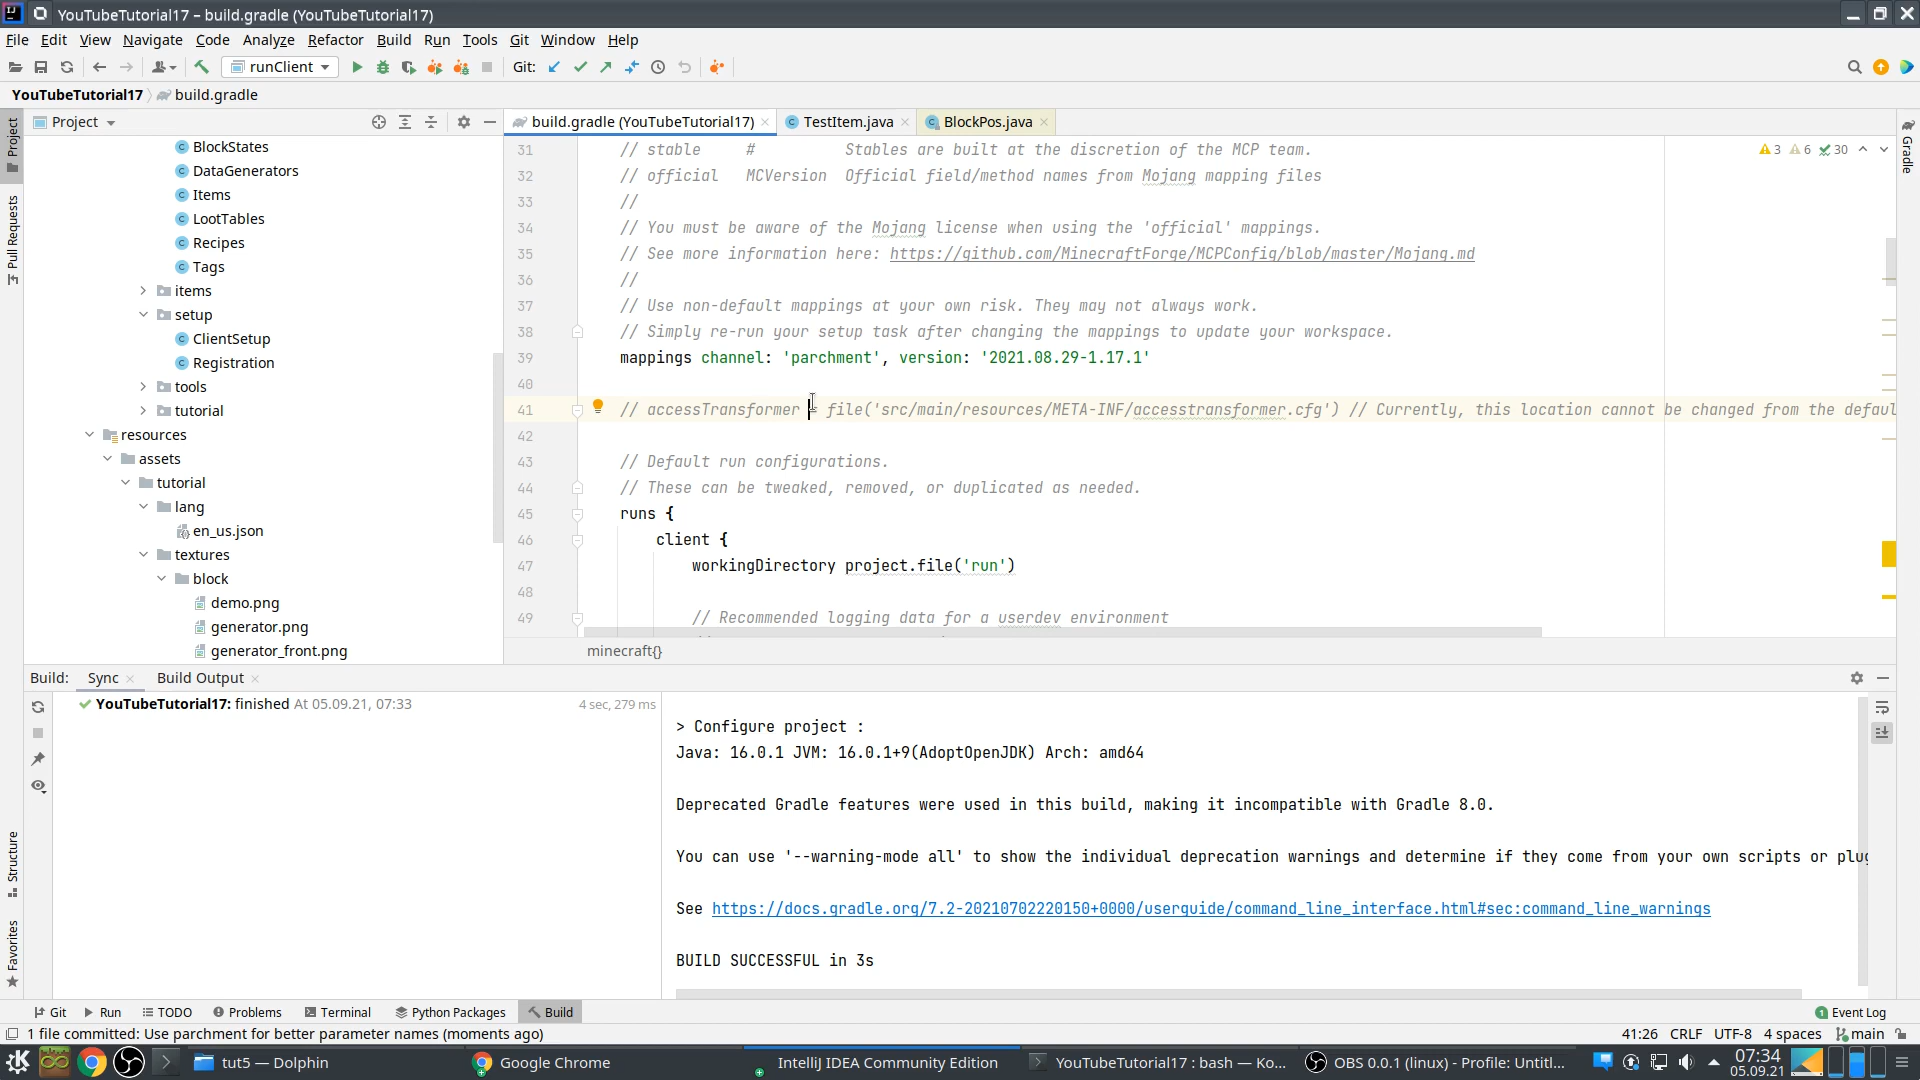 YouTubeTutorial17 – build.gradle (YouTubeTutorial17)
File Edit View Navigate Code Analyze Refactor Build Run Tools Git Window Help
runClient Git:
YouTubeTutorial17 build.gradle
Project
build.gradle (YouTubeTutorial17) TestItem.java BlockPos.java
Project
Pull Requests
Structure
Favorites
Gradle
BlockStates
DataGenerators
Items
LootTables
Recipes
Tags
items
setup
ClientSetup
Registration
tools
tutorial
resources
assets
tutorial
lang
en_us.json
textures
block
demo.png
generator.png
generator_front.png
3 6 30
31 // stable # Stables are built at the discretion of the MCP team.
32 // official MCVersion Official field/method names from Mojang mapping files
33 //
34 // You must be aware of the Mojang license when using the 'official' mappings.
35 // See more information here: https://github.com/MinecraftForge/MCPConfig/blob/master/Mojang.md
36 //
37 // Use non-default mappings at your own risk. They may not always work.
38 // Simply re-run your setup task after changing the mappings to update your workspace.
39 mappings channel: 'parchment', version: '2021.08.29-1.17.1'
40
41 // accessTransformer = file('src/main/resources/META-INF/accesstransformer.cfg') // Currently, this location cannot be changed from the defaul
42
43 // Default run configurations.
44 // These can be tweaked, removed, or duplicated as needed.
45 runs {
46 client {
47 workingDirectory project.file('run')
48
49 // Recommended logging data for a userdev environment
minecraft{}
Build: Sync Build Output
YouTubeTutorial17: finished At 05.09.21, 07:33 4 sec, 279 ms
> Configure project :
Java: 16.0.1 JVM: 16.0.1+9(AdoptOpenJDK) Arch: amd64
Deprecated Gradle features were used in this build, making it incompatible with Gradle 8.0.
You can use '--warning-mode all' to show the individual deprecation warnings and determine if they come from your own scripts or plug
See https://docs.gradle.org/7.2-20210702220150+0000/userguide/command_line_interface.html#sec:command_line_warnings
BUILD SUCCESSFUL in 3s
Git Run TODO Problems Terminal Python Packages Build 1 Event Log
1 file committed: Use parchment for better parameter names (moments ago) 41:26 CRLF UTF-8 4 spaces main
tut5 — Dolphin Google Chrome IntelliJ IDEA Community Edition YouTubeTutorial17 : bash — Ko... OBS 0.0.1 (linux) - Profile: Untitl... 07:34
05.09.21